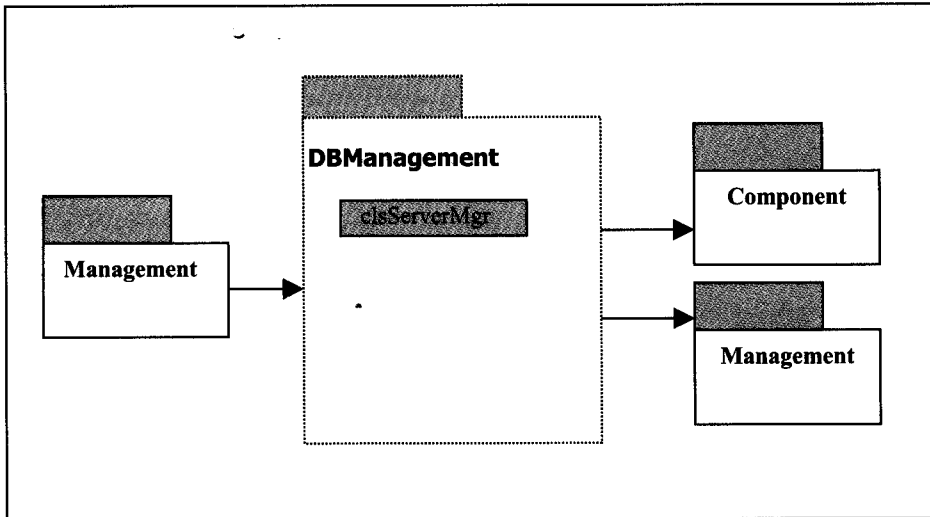 DBManagement
clsServerMgr
Management
Component
Management